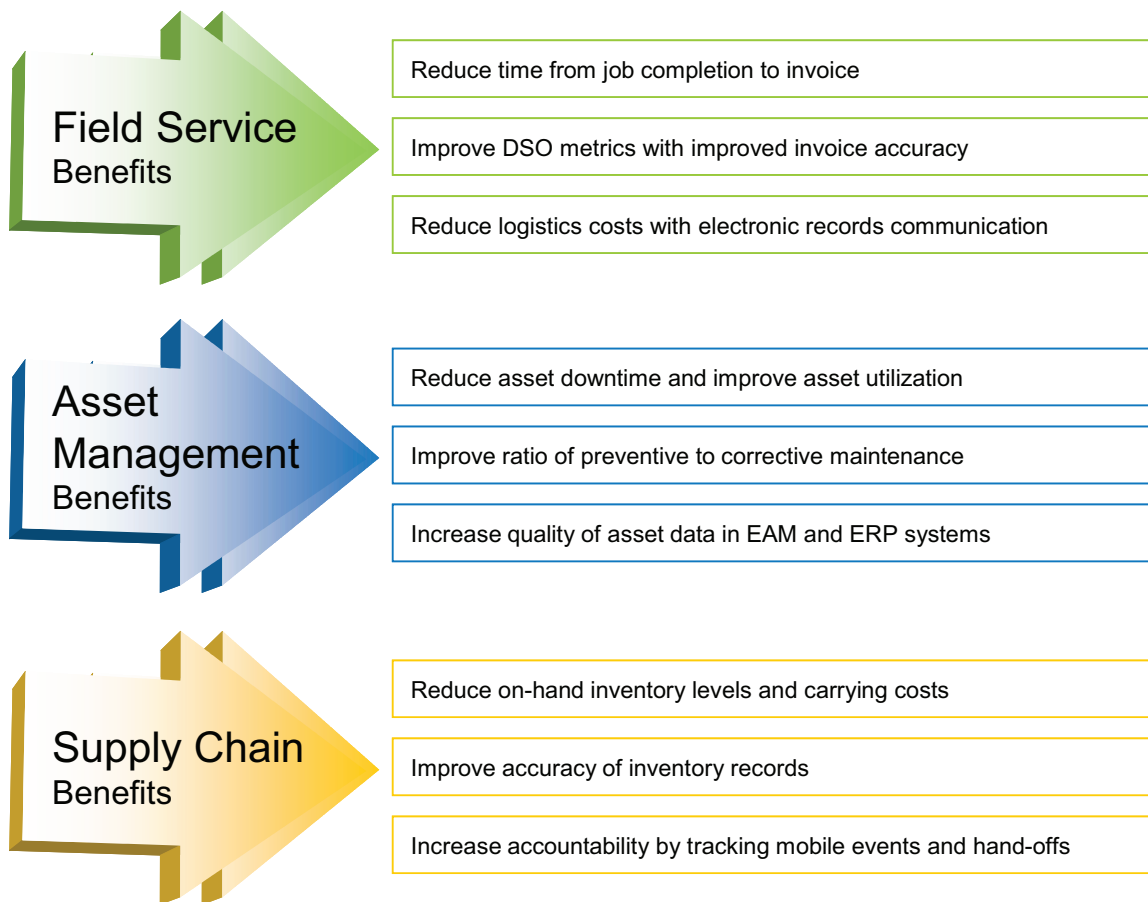 Field Service
Benefits
Reduce time from job completion to invoice
Improve DSO metrics with improved invoice accuracy
Reduce logistics costs with electronic records communication
Asset
Management
Benefits
Reduce asset downtime and improve asset utilization
Improve ratio of preventive to corrective maintenance
Increase quality of asset data in EAM and ERP systems
Supply Chain
Benefits
Reduce on-hand inventory levels and carrying costs
Improve accuracy of inventory records
Increase accountability by tracking mobile events and hand-offs